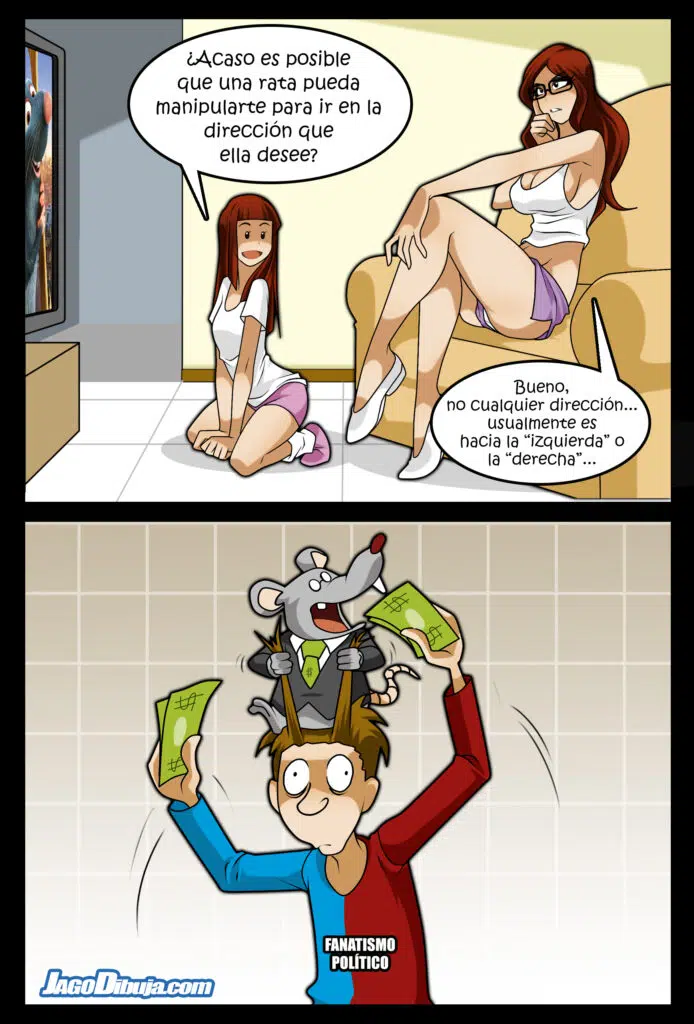 ¿Acaso es posible
que una rata pueda
manipularte para ir en la
dirección que
ella desee?
Bueno,
no cualquier dirección...
usualmente es
hacia la "izquierda" o
la "derecha"...
$
$
$
$
$
FANATISMO
POLÍTICO
JAGODibuja.com